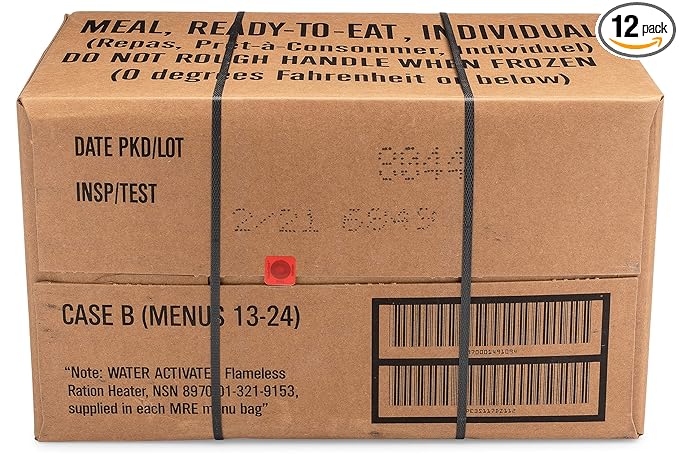 12
pack
MEAL, READY-TO-EAT, INDIVIDUAL
(Repas, Prêt-à-Consommer, Individuel)
DO NOT ROUGH HANDLE WHEN FROZEN
(0 degrees Fahrenheit or below)
DATE PKD/LOT
INSP/TEST
2/21
CASE B (MENUS 13-24)
"Note: WATER ACTIVATED Flameless
Ration Heater, NSN 8970-01-321-9153,
supplied in each MRE menu bag"